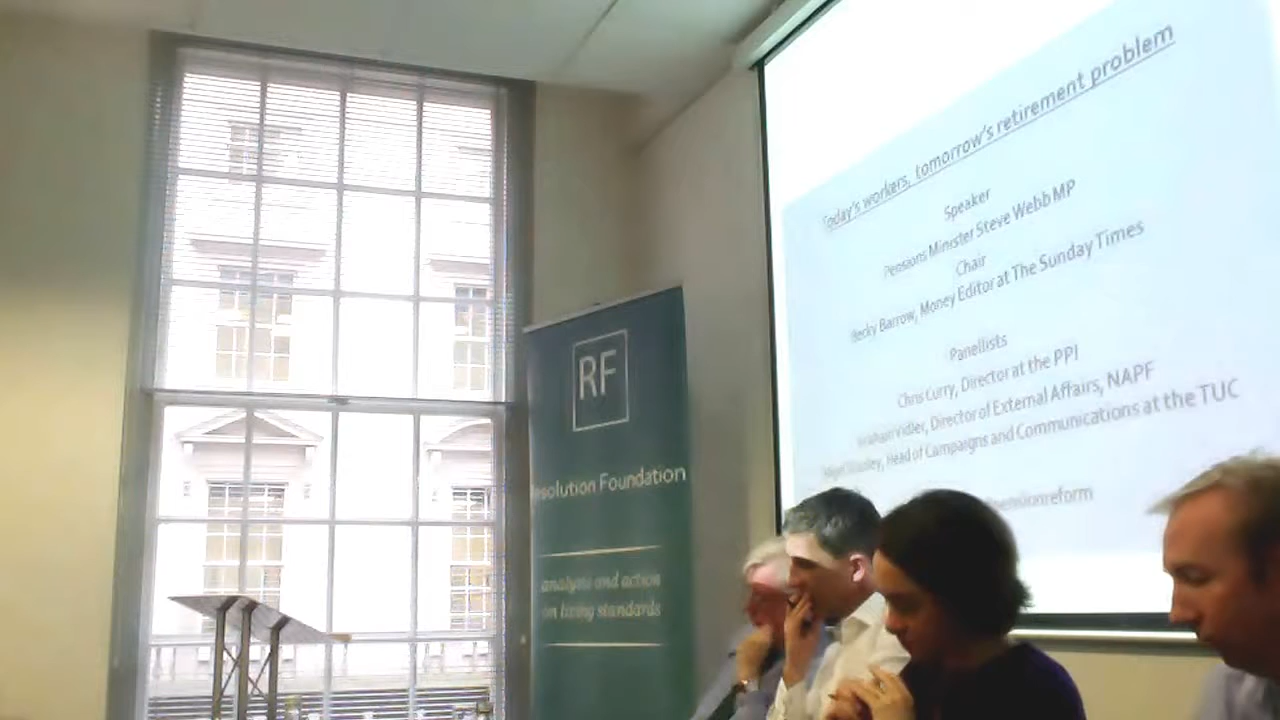 Today's workers, tomorrow's retirement problem
Speaker
Pensions Minister Steve Webb MP
Chair
Becky Barrow, Money Editor at The Sunday Times
Panellists
Chris Curry, Director at the PPI
Graham Vidler, Director of External Affairs, NAPF
Head of Campaigns and Communications at the TUC
RF
Resolution Foundation
analysis and action
on living standards